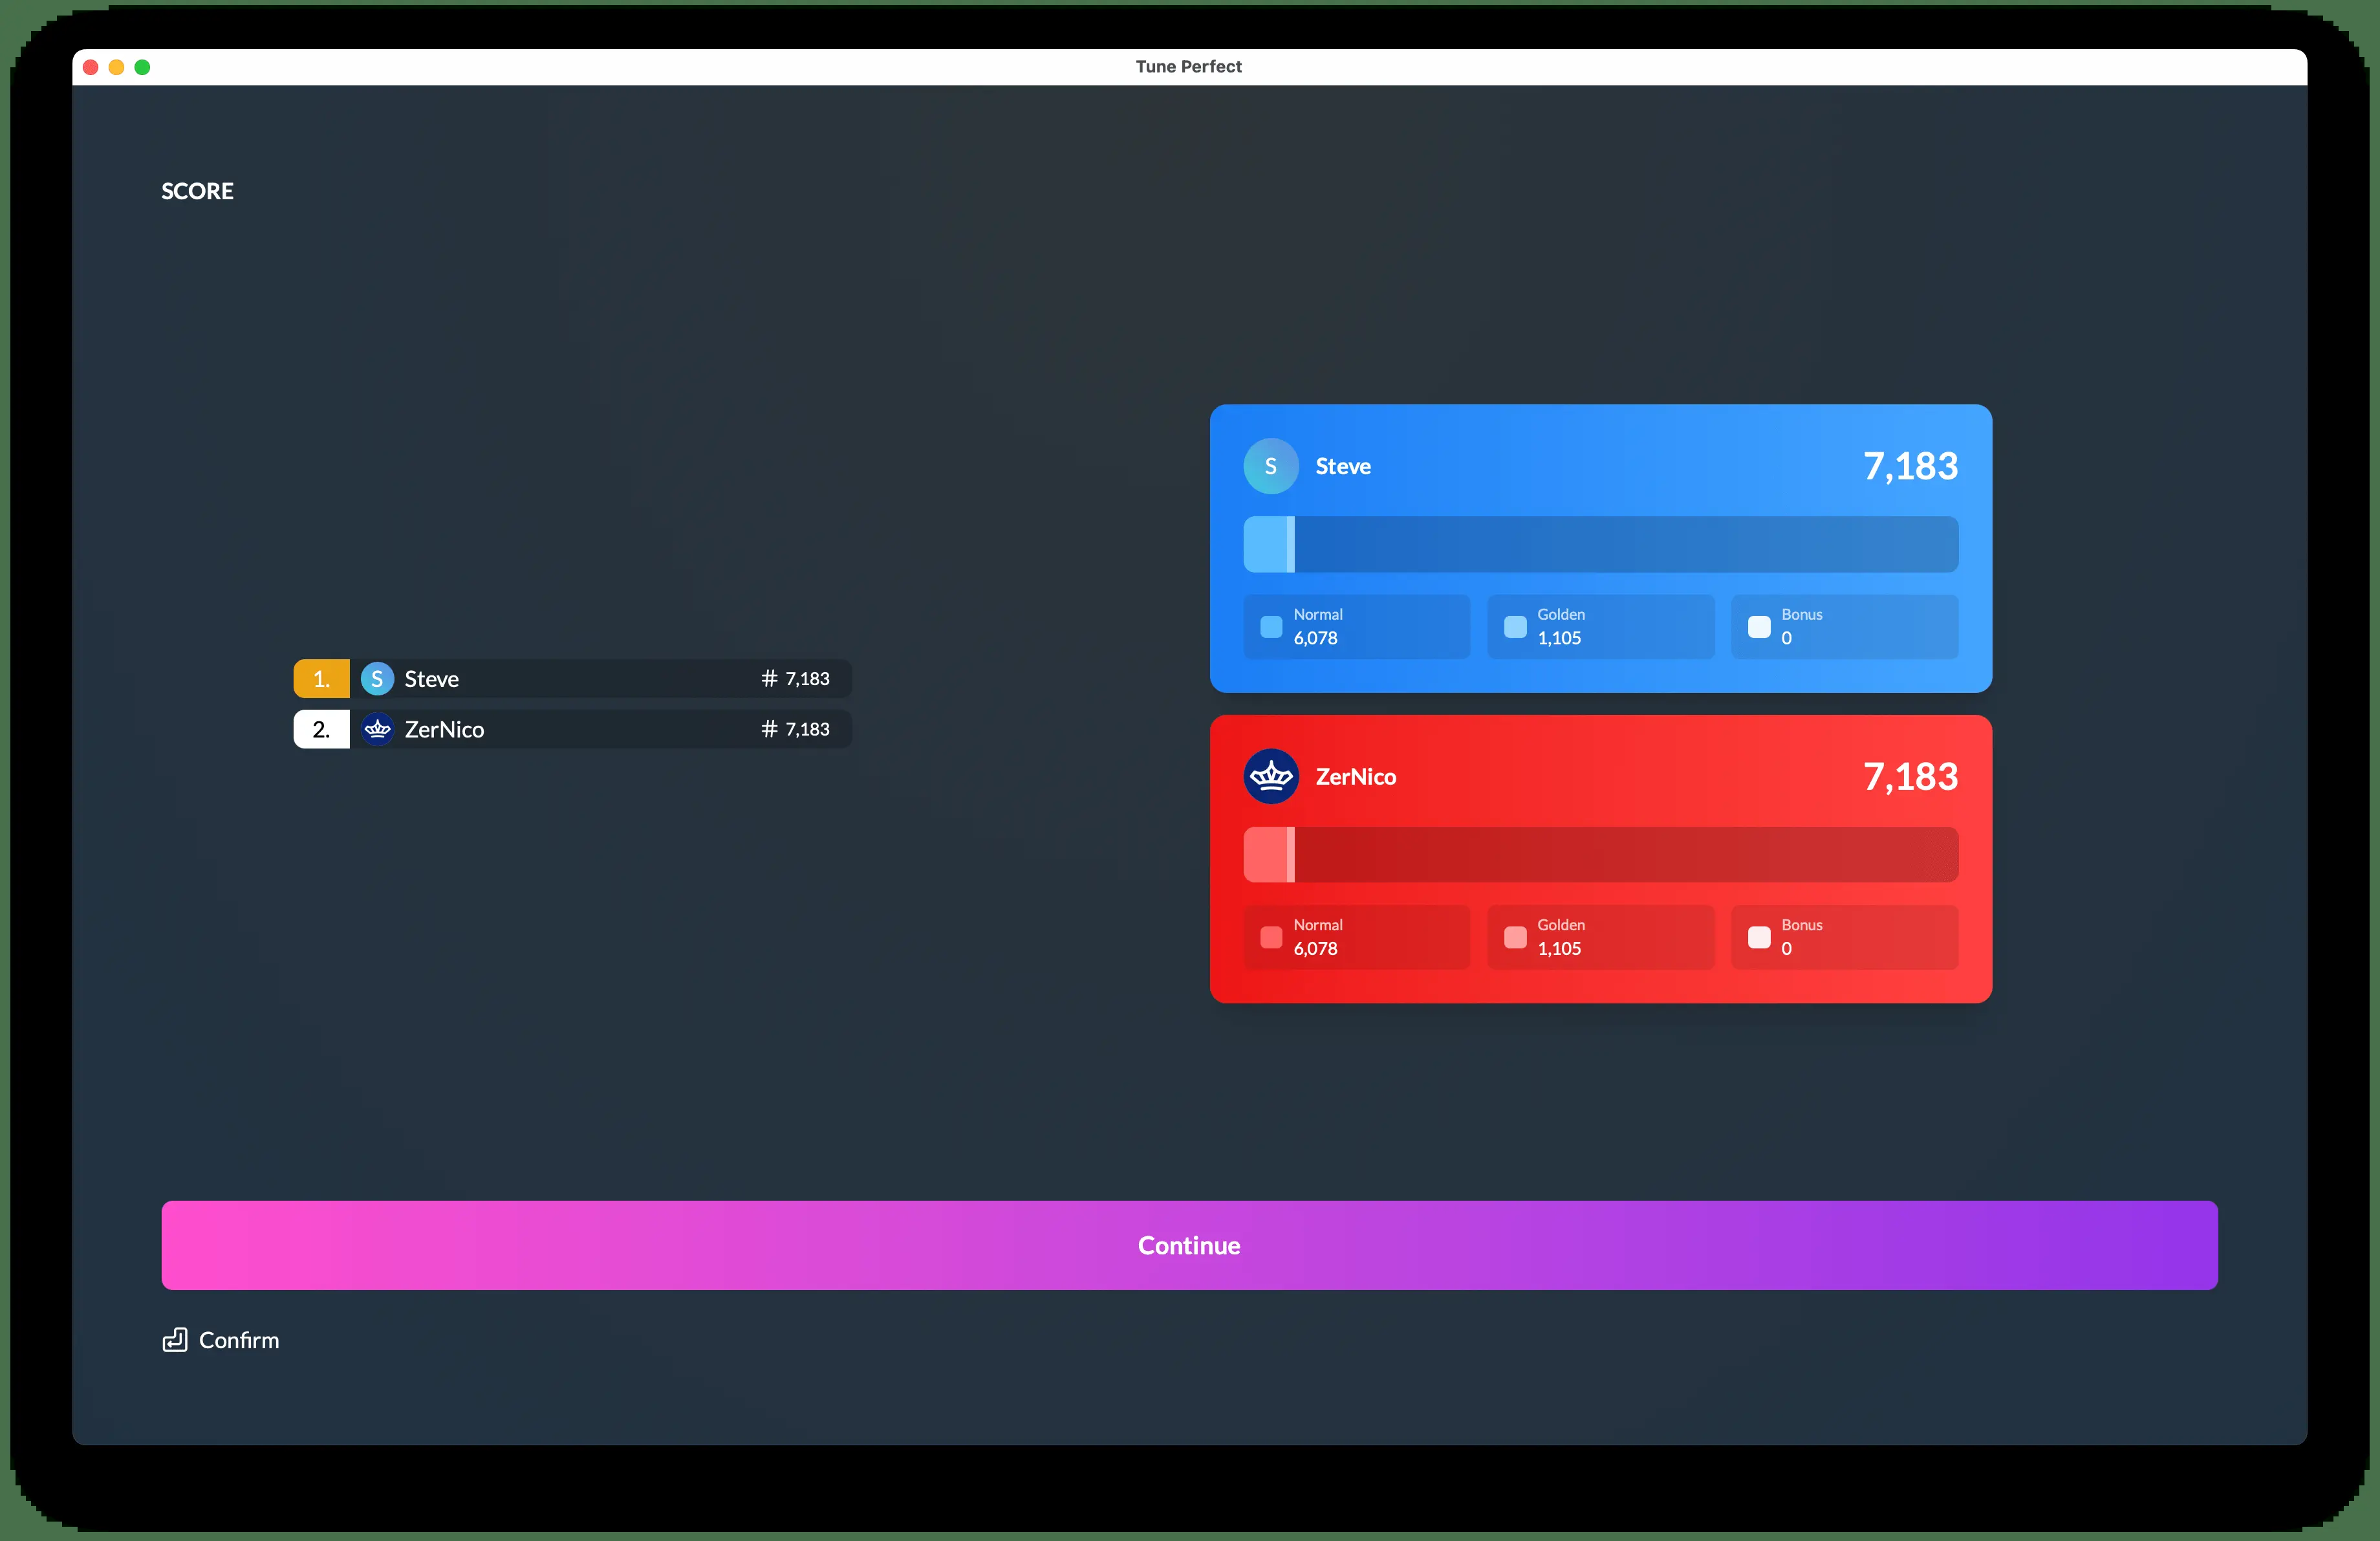 Tune Perfect
SCORE
1. S Steve # 7,183
2. ZerNico # 7,183
S Steve 7,183
Normal
6,078
Golden
1,105
Bonus
0
ZerNico 7,183
Normal
6,078
Golden
1,105
Bonus
0
Continue
Confirm